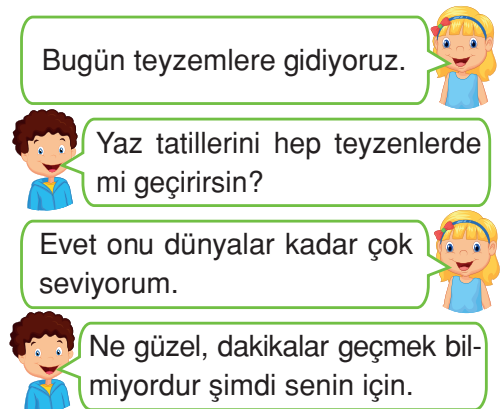 Bugün teyzemlere gidiyoruz.
Yaz tatillerini hep teyzenlerde
mi geçirirsin?
Evet onu dünyalar kadar çok
seviyorum.
Ne güzel, dakikalar geçmek bil-
miyordur şimdi senin için.